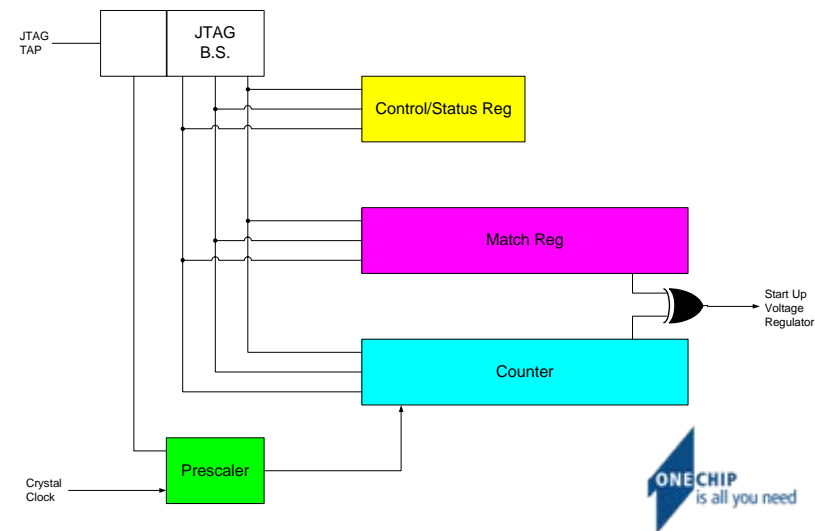 JTAG
TAP
JTAG
B.S.
Control/Status Reg
Match Reg
Start Up
Voltage
Regulator
Counter
Prescaler
Crystal
Clock
ONECHIP
is all you need